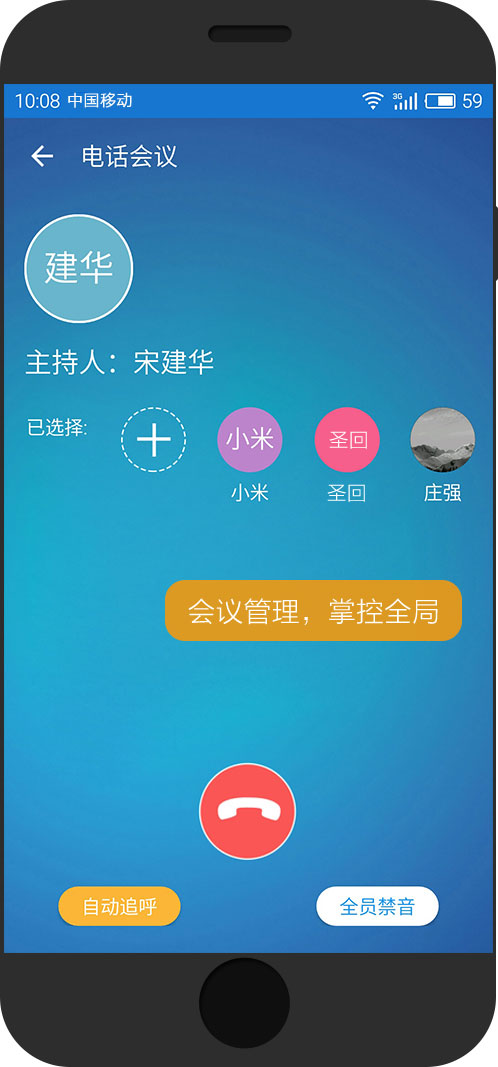 10:08 中国移动 3G 59
电话会议
建华
主持人：宋建华
已选择:
小米 圣回
小米 圣回 庄强
会议管理，掌控全局
自动追呼 全员禁音